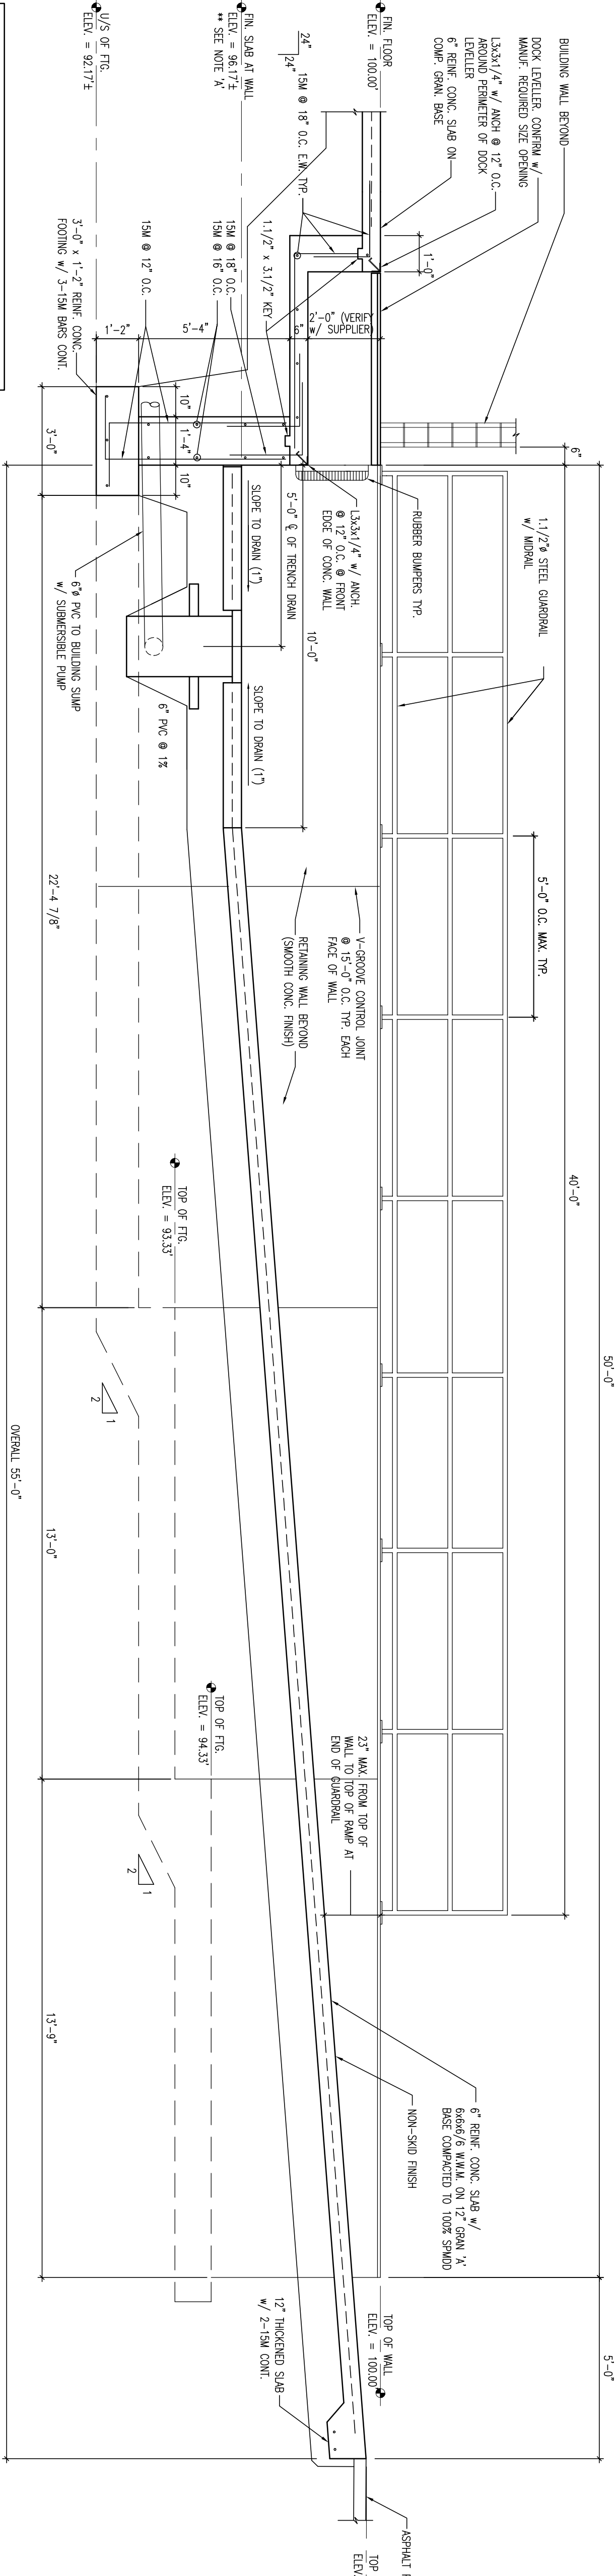 BUILDING WALL BEYOND
DOCK LEVELLER. CONFIRM w/
MANUF. REQUIRED SIZE OPENING
L3x3x1/4" w/ ANCH @ 12" O.C.
AROUND PERIMETER OF DOCK
LEVELLER
6" REINF. CONC. SLAB ON
COMP. GRAN. BASE
FIN. FLOOR
ELEV. = 100.00'
24"
24"
15M @ 18" O.C. E.W. TYP.
1'-0"
2'-0" (VERIFY
w/ SUPPLIER)
6"
1.1/2" x 3.1/2" KEY
FIN. SLAB AT WALL
ELEV. = 96.17'±
** SEE NOTE 'A'
15M @ 18" O.C.
15M @ 16" O.C.
15M @ 12" O.C.
U/S OF FTG.
ELEV. = 92.17'±
3'-0" x 1'-2" REINF. CONC.
FOOTING w/ 3-15M BARS CONT.
1'-2"
5'-4"
10"
1'-4"
10"
3'-0"
6"
1.1/2"ø STEEL GUARDRAIL
w/ MIDRAIL
RUBBER BUMPERS TYP.
L3x3x1/4" w/ ANCH.
@ 12" O.C. @ FRONT
EDGE OF CONC. WALL
5'-0" ℄ OF TRENCH DRAIN
10'-0"
SLOPE TO DRAIN (1")
SLOPE TO DRAIN (1")
6" PVC @ 1%
6"ø PVC TO BUILDING SUMP
w/ SUBMERSIBLE PUMP
5'-0" O.C. MAX. TYP.
V-GROOVE CONTROL JOINT
@ 15'-0" O.C. TYP. EACH
FACE OF WALL
RETAINING WALL BEYOND
(SMOOTH CONC. FINISH)
22'-4 7/8"
40'-0"
50'-0"
TOP OF FTG.
ELEV. = 93.33'
1
2
OVERALL 55'-0"
13'-0"
TOP OF FTG.
ELEV. = 94.33'
1
2
23" MAX. FROM TOP OF
WALL TO TOP OF RAMP AT
END OF GUARDRAIL
13'-9"
6" REINF. CONC. SLAB w/
6x6x6/6 W.W.M. ON 12" GRAN 'A'
BASE COMPACTED TO 100% SPMDD
NON-SKID FINISH
5'-0"
TOP OF WALL
ELEV. = 100.00'
12" THICKENED SLAB
w/ 2-15M CONT.
ASPHALT
TOP
ELEV.